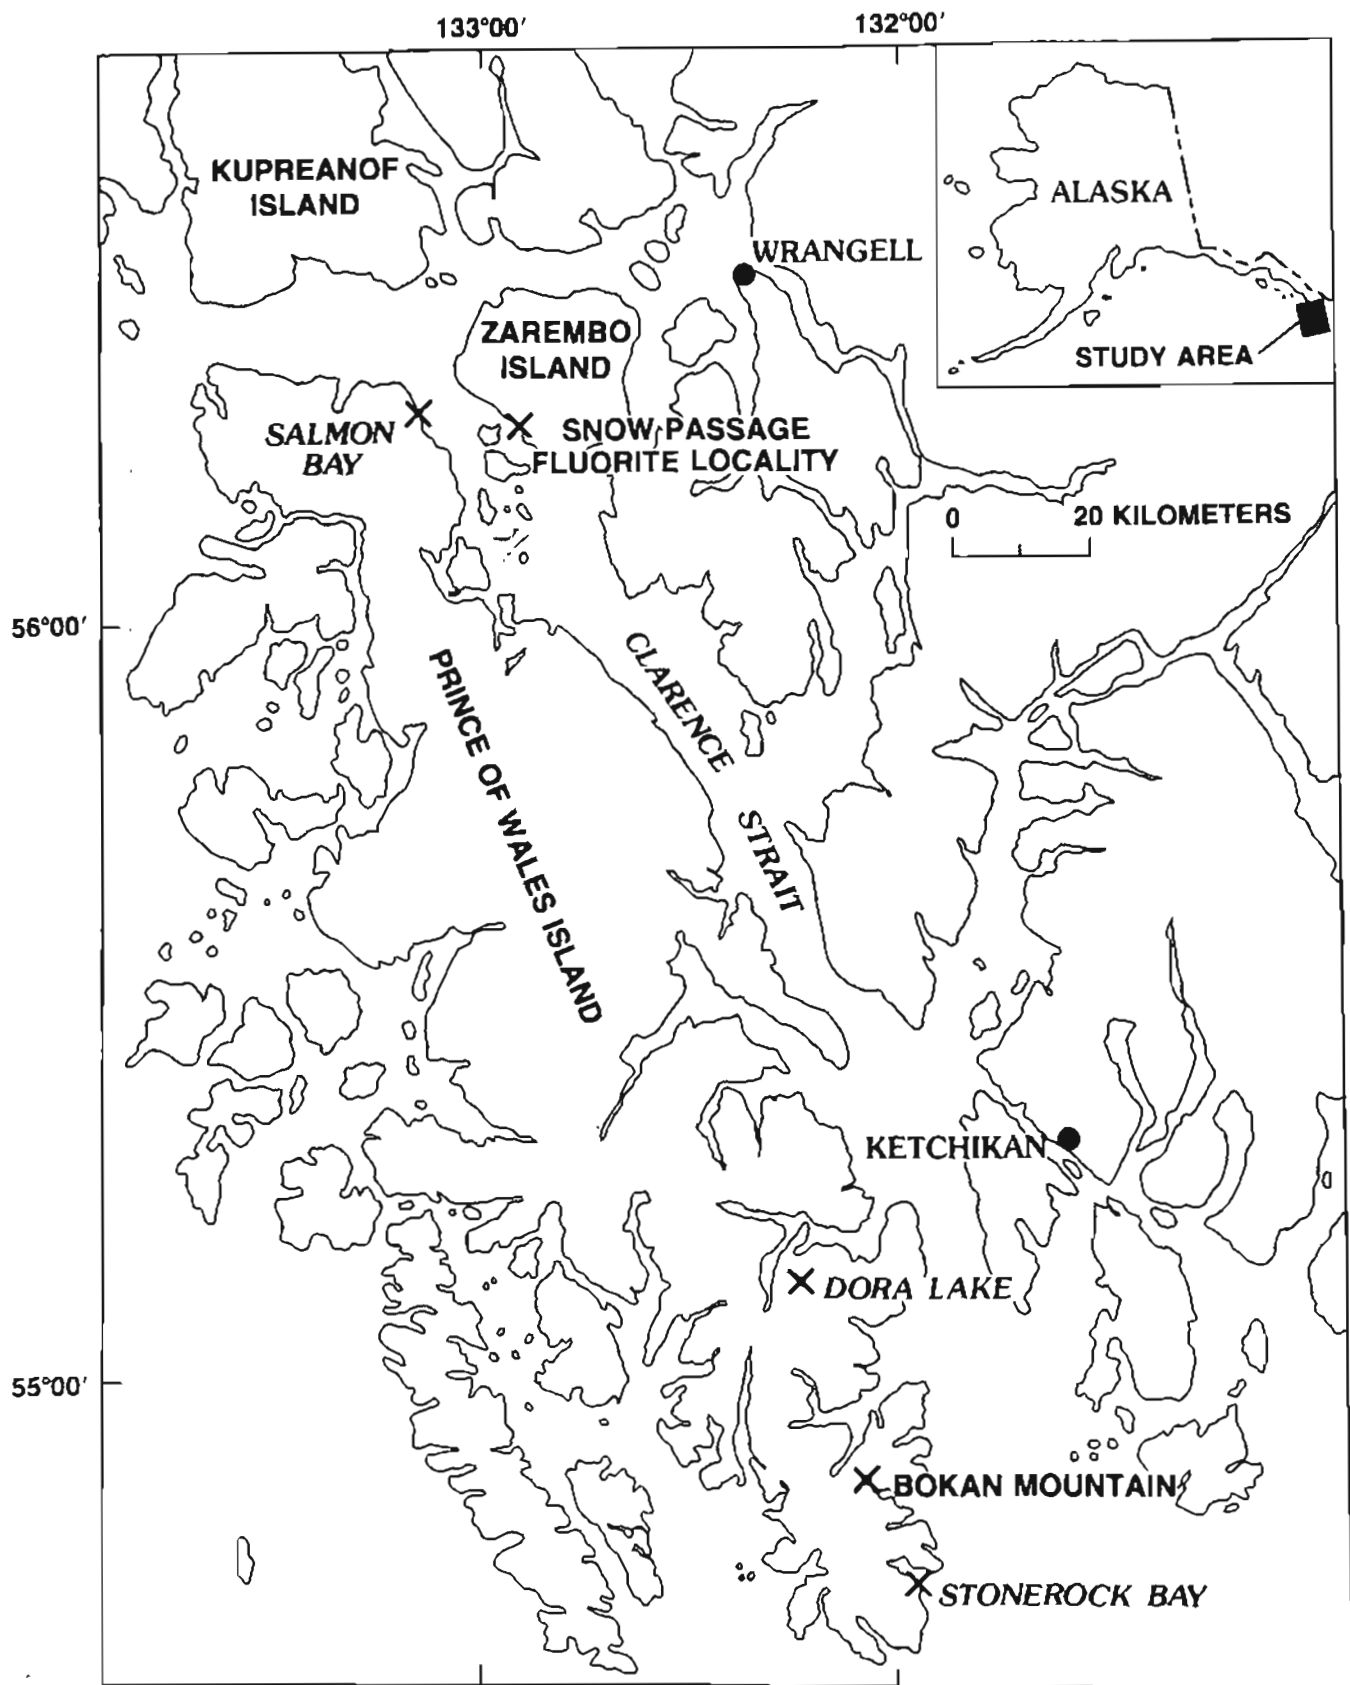 133°00'
132°00'
KUPREANOF
ISLAND
ALASKA
WRANGELL
ZAREMBO
ISLAND
STUDY AREA
SALMON
BAY
SNOW PASSAGE
FLUORITE LOCALITY
0
20 KILOMETERS
56°00'
CLARENCE
STRAIT
PRINCE OF WALES ISLAND
KETCHIKAN
DORA LAKE
55°00'
BOKAN MOUNTAIN
STONEROCK BAY